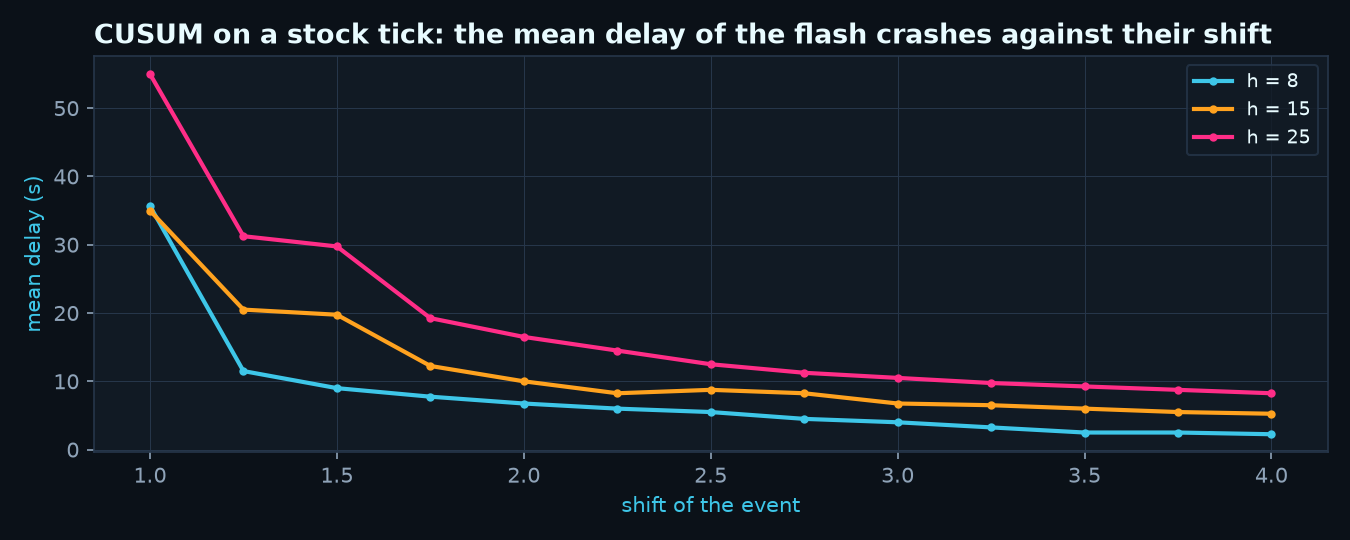 CUSUM on a stock tick: the mean delay of the flash crashes against their shift
h = 8
h = 15
h = 25
mean delay (s)
50
40
30
20
10
0
1.0 1.5 2.0 2.5 3.0 3.5 4.0
shift of the event